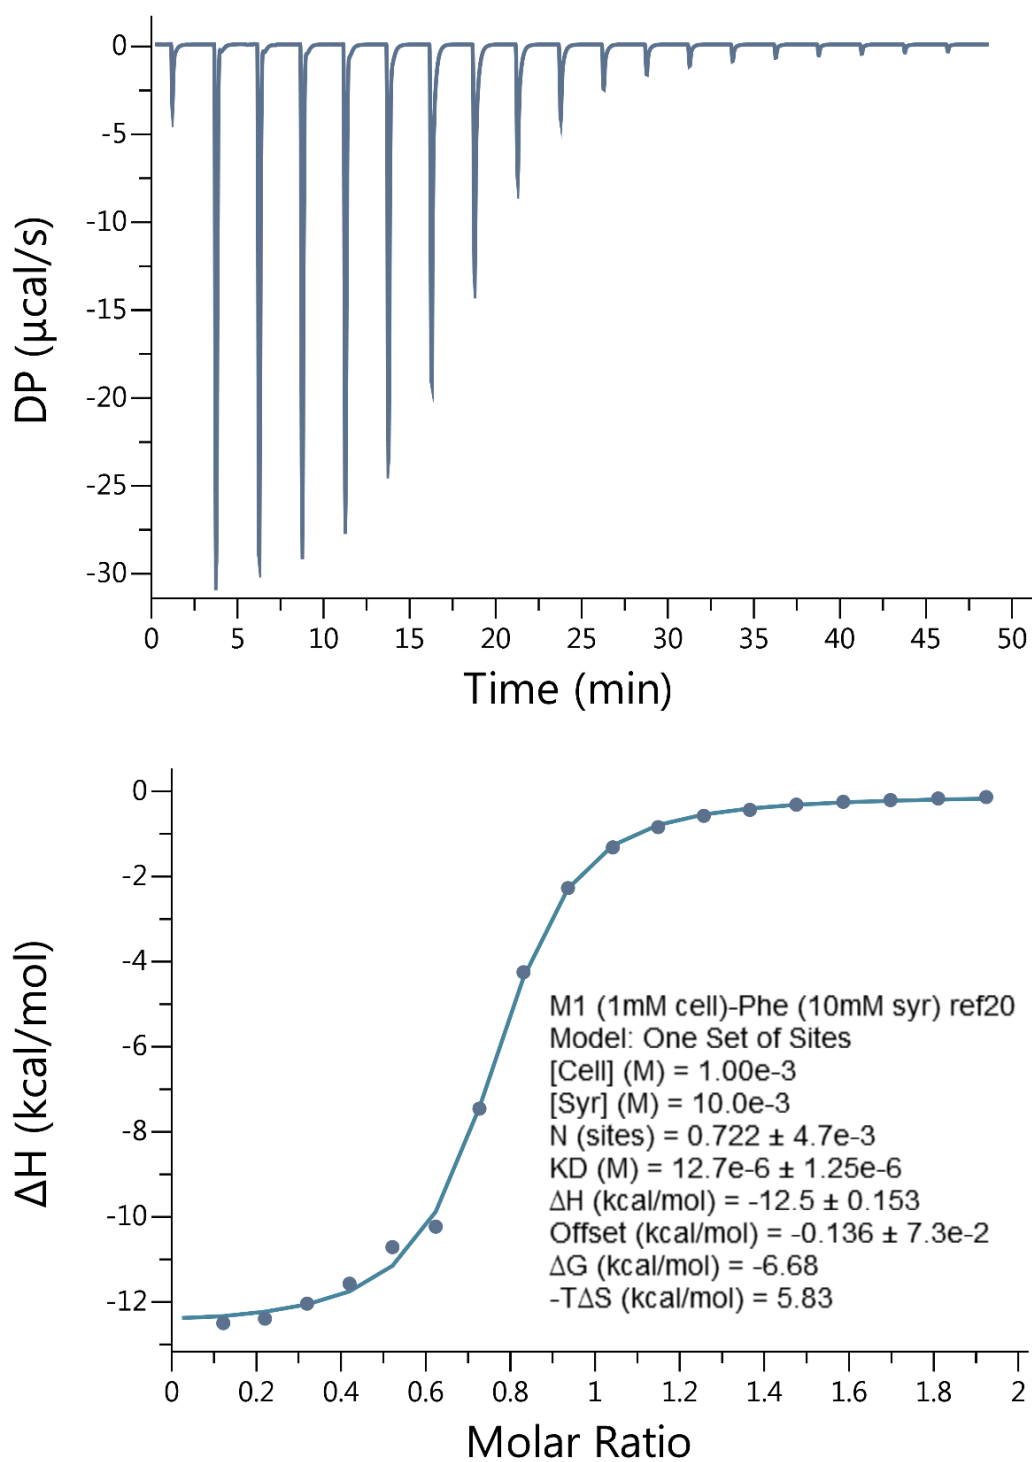 0
-5
-10
-15
-20
-25
-30
DP (µcal/s)
0 5 10 15 20 25 30 35 40 45 50
Time (min)
0
-2
-4
-6
-8
-10
-12
ΔH (kcal/mol)
M1 (1mM cell)-Phe (10mM syr) ref20
Model: One Set of Sites
[Cell] (M) = 1.00e-3
[Syr] (M) = 10.0e-3
N (sites) = 0.722 ± 4.7e-3
KD (M) = 12.7e-6 ± 1.25e-6
ΔH (kcal/mol) = -12.5 ± 0.153
Offset (kcal/mol) = -0.136 ± 7.3e-2
ΔG (kcal/mol) = -6.68
-TΔS (kcal/mol) = 5.83
0 0.2 0.4 0.6 0.8 1 1.2 1.4 1.6 1.8 2
Molar Ratio